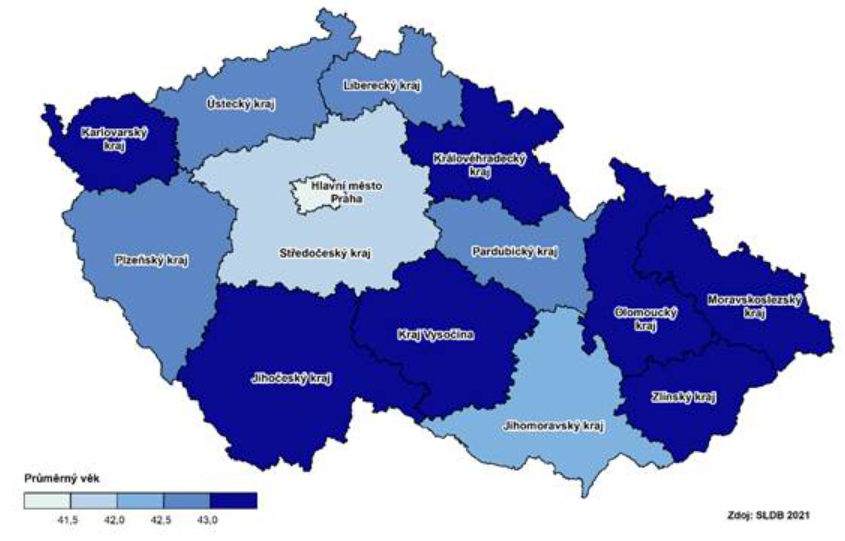 Liberecký kraj
Ústecký kraj
Karlovarský
kraj
Královéhradecký
kraj
Hlavní město
Praha
Středočeský kraj
Pardubický kraj
Plzeňský kraj
Moravskoslezský
kraj
Olomoucký
kraj
Kraj Vysočina
Jihočeský kraj
Zlínský kraj
Jihomoravský kraj
Průměrný věk
41,5 42,0 42,5 43,0
Zdoj: SLDB 2021